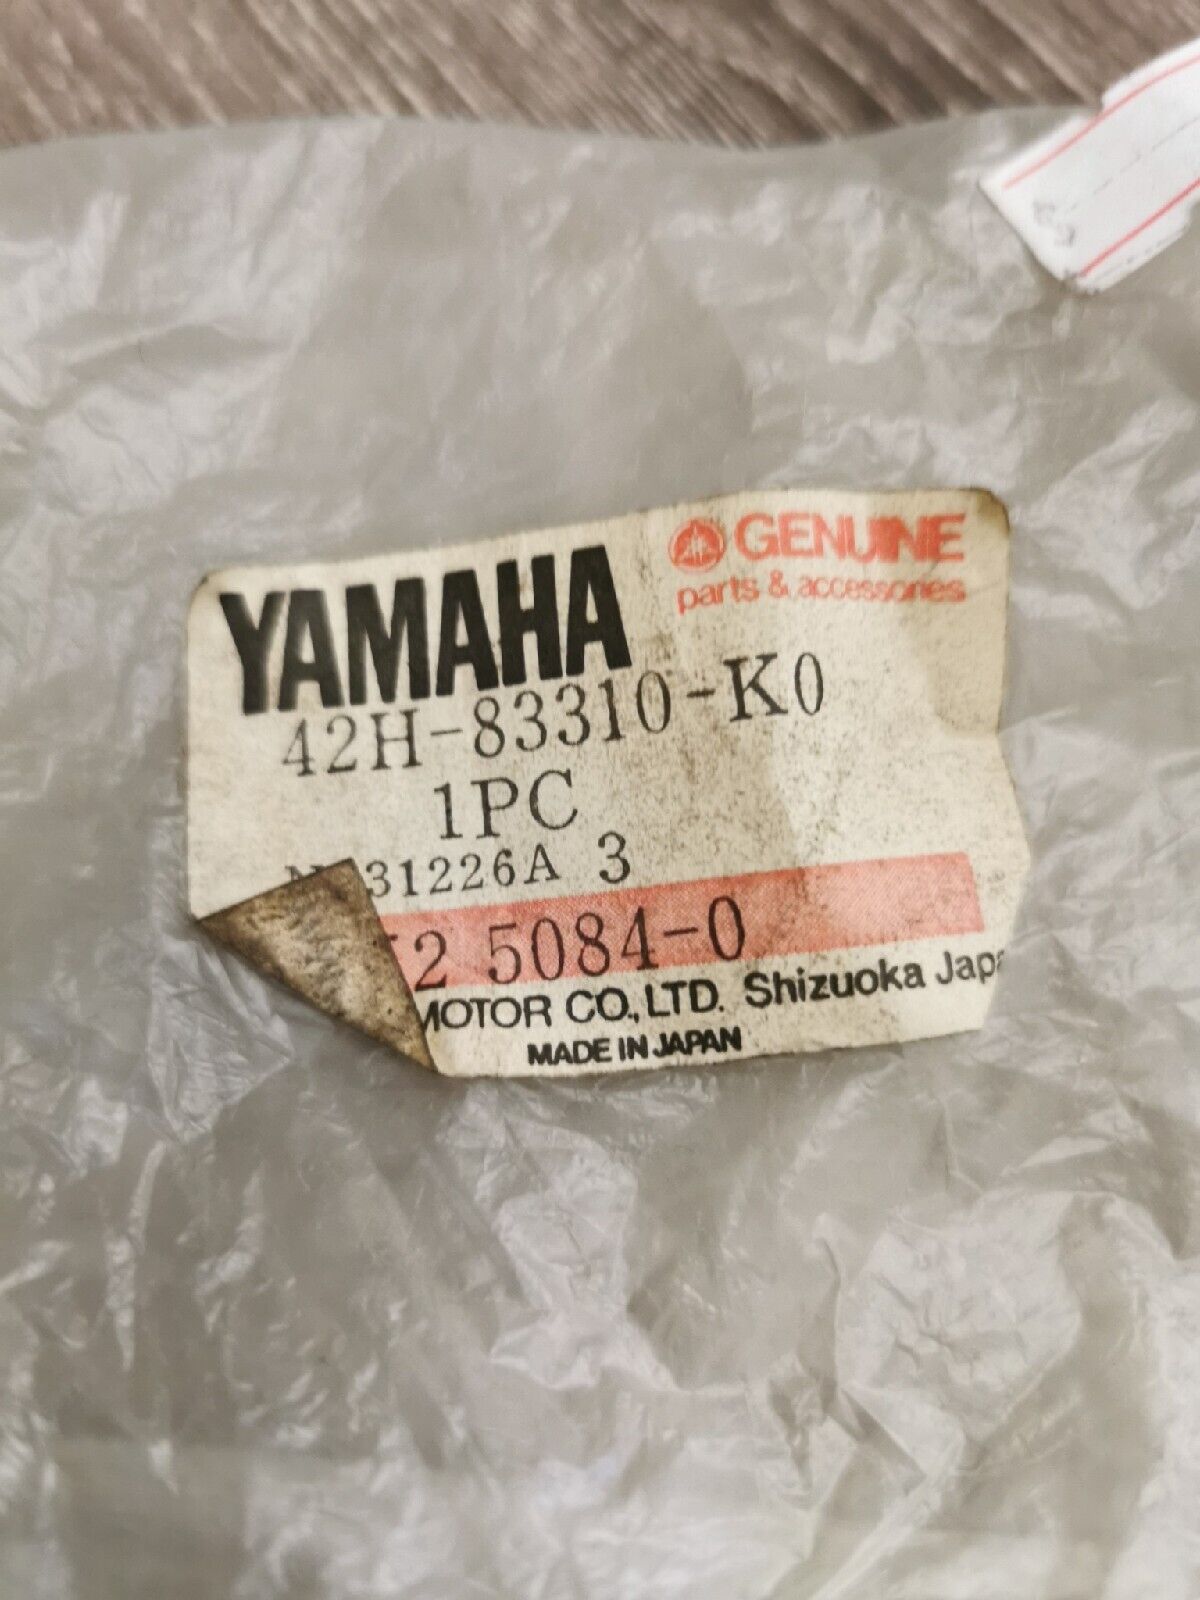 YAMAHA
GENUINE
parts & accessories
42H-83310-K0
1PC
31226A 3
2 5084-0
MOTOR CO., LTD. Shizuoka Japa
MADE IN JAPAN